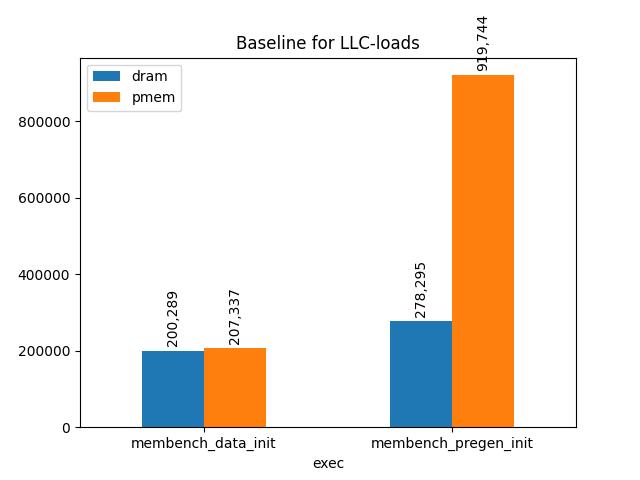 Baseline for LLC-loads
dram
pmem
800000
600000
400000
200000
0
200,289
207,337
278,295
919,744
membench_data_init
membench_pregen_init
exec